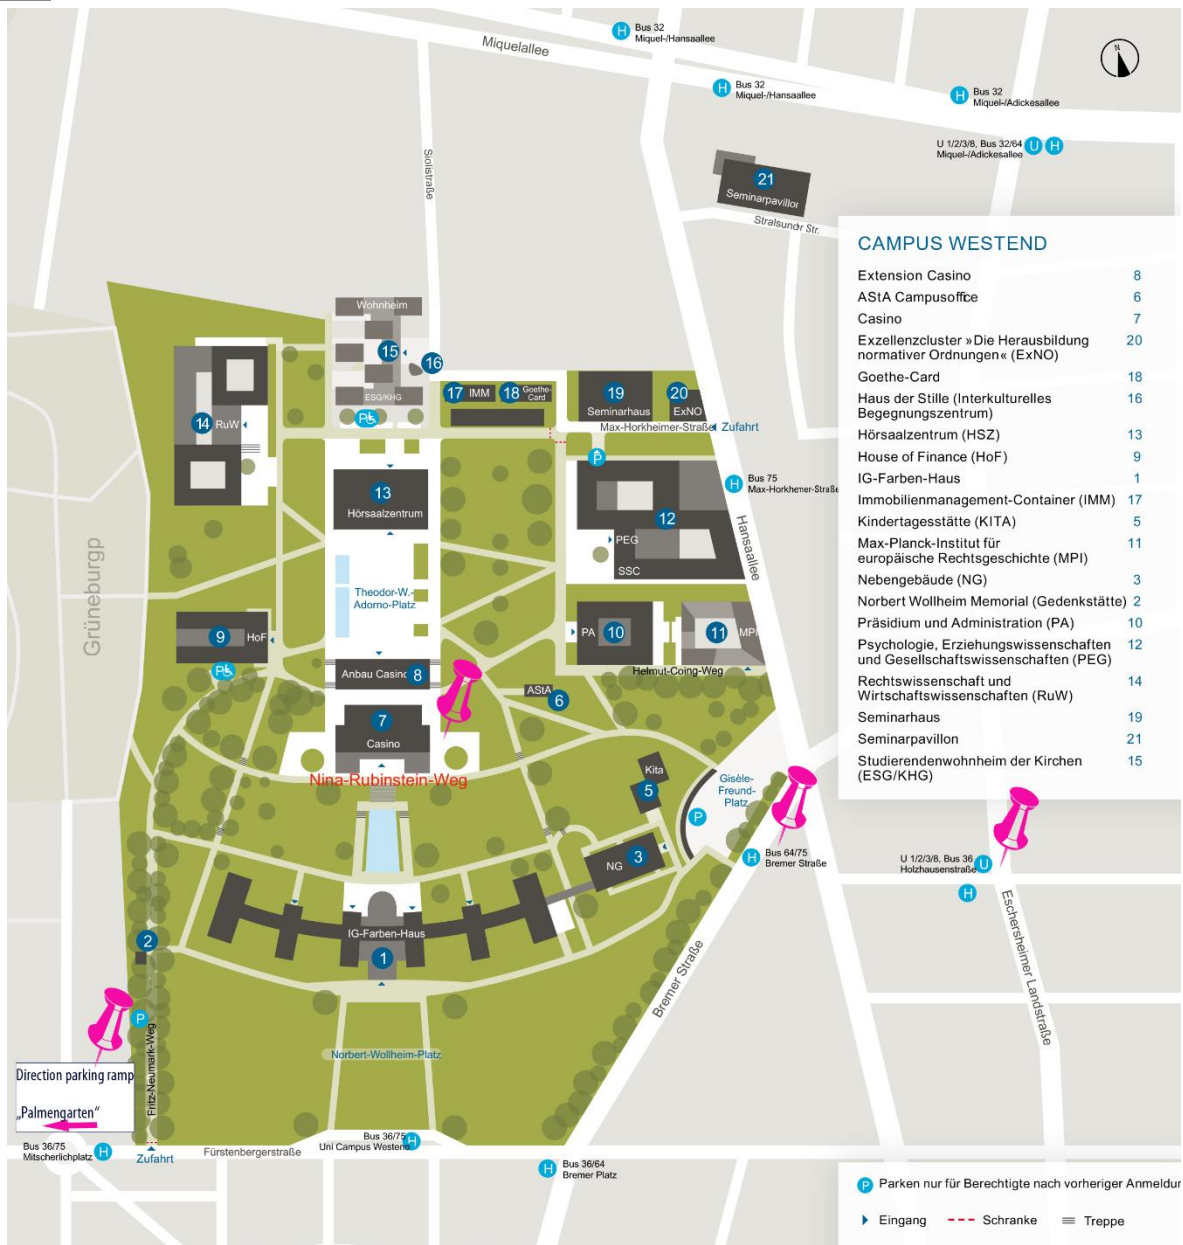 Bus 32
Miquel-/Hansaallee
Miquelallee
H
N
Bus 32
Miquel-/Hansaallee
H
Bus 32
Miquel-/Adickesallee
H
U 1/2/3/8, Bus 32/64
Miquel-/Adickesallee
U
H
Siolistraße
21
Seminarpavillon
Stralsunder Str.
CAMPUS WESTEND
Extension Casino 8
AStA Campusoffice 6
Casino 7
Exzellenzcluster »Die Herausbildung
normativer Ordnungen« (ExNO) 20
Goethe-Card 18
Haus der Stille (Interkulturelles
Begegnungszentrum) 16
Hörsaalzentrum (HSZ) 13
House of Finance (HoF) 9
IG-Farben-Haus 1
Immobilienmanagement-Container (IMM) 17
Kindertagesstätte (KITA) 5
Max-Planck-Institut für
europäische Rechtsgeschichte (MPI) 11
Nebengebäude (NG) 3
Norbert Wollheim Memorial (Gedenkstätte) 2
Präsidium und Administration (PA) 10
Psychologie, Erziehungswissenschaften
und Gesellschaftswissenschaften (PEG) 12
Rechtswissenschaft und
Wirtschaftswissenschaften (RuW) 14
Seminarhaus 19
Seminarpavillon 21
Studierendenwohnheim der Kirchen
(ESG/KHG) 15
Wohnheim
15
16
ESG/KHG
17 IMM
18 Goethe-
Card
19
Seminarhaus
20
ExNO
14 RuW
P
Max-Horkheimer-Straße
Zufahrt
P
13
Hörsaalzentrum
H
Bus 75
Max-Horkhemer-Straße
12
PEG
SSC
Hansaallee
Grüneburgp
Theodor-W.-
Adorno-Platz
9 HoF
P
PA 10
11 MPI
Helmut-Coing-Weg
Anbau Casino 8
AStA
6
7
Casino
Nina-Rubinstein-Weg
Kita
5
Gisèle-
Freund-
Platz
P
NG 3
H
Bus 64/75
Bremer Straße
U 1/2/3/8, Bus 36
Holzhausenstraße
U
H
Eschersheimer Landstraße
IG-Farben-Haus
1
2
Bremer Straße
P
Fritz-Neumark-Weg
Norbert-Wollheim-Platz
Direction parking ramp
„Palmengarten“
Bus 36/75
Mitscherlichplatz
H
Zufahrt
Fürstenbergerstraße
Bus 36/75
Uni Campus Westend
H
H
Bus 36/64
Bremer Platz
P Parken nur für Berechtigte nach vorheriger Anmeldun
Eingang Schranke Treppe